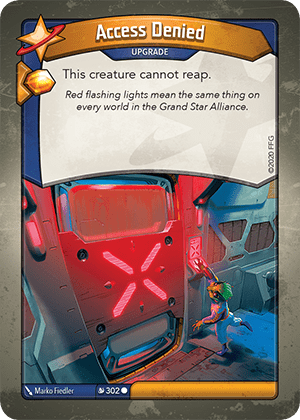 Access Denied
UPGRADE
This creature cannot reap.
Red flashing lights mean the same thing on
every world in the Grand Star Alliance.
©2020 FFG
Marko Fiedler
302